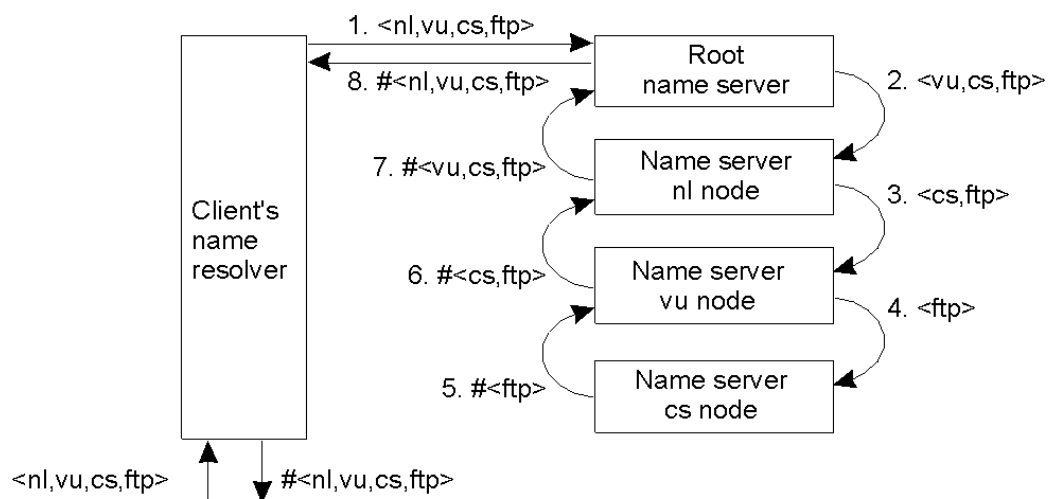 1. <nl,vu,cs,ftp>
Root
name server
8. #<nl,vu,cs,ftp>
2. <vu,cs,ftp>
Name server
nl node
7. #<vu,cs,ftp>
3. <cs,ftp>
Client's
name
resolver
Name server
vu node
6. #<cs,ftp>
4. <ftp>
Name server
cs node
5. #<ftp>
<nl,vu,cs,ftp>
#<nl,vu,cs,ftp>